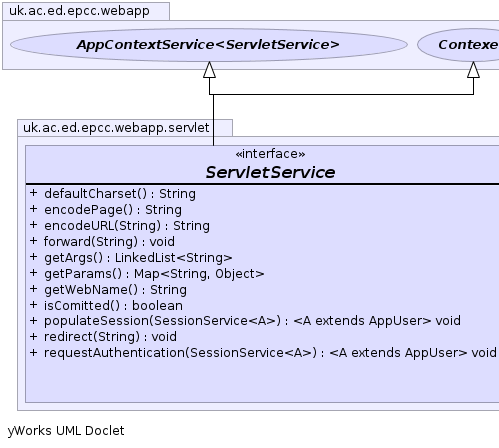 uk.ac.ed.epcc.webapp
AppContextService<ServletService>
Contexe
uk.ac.ed.epcc.webapp.servlet
«interface»
ServletService
+ defaultCharset() : String
+ encodePage() : String
+ encodeURL(String) : String
+ forward(String) : void
+ getArgs() : LinkedList<String>
+ getParams() : Map<String, Object>
+ getWebName() : String
+ isComitted() : boolean
+ populateSession(SessionService<A>) : <A extends AppUser> void
+ redirect(String) : void
+ requestAuthentication(SessionService<A>) : <A extends AppUser> void
yWorks UML Doclet